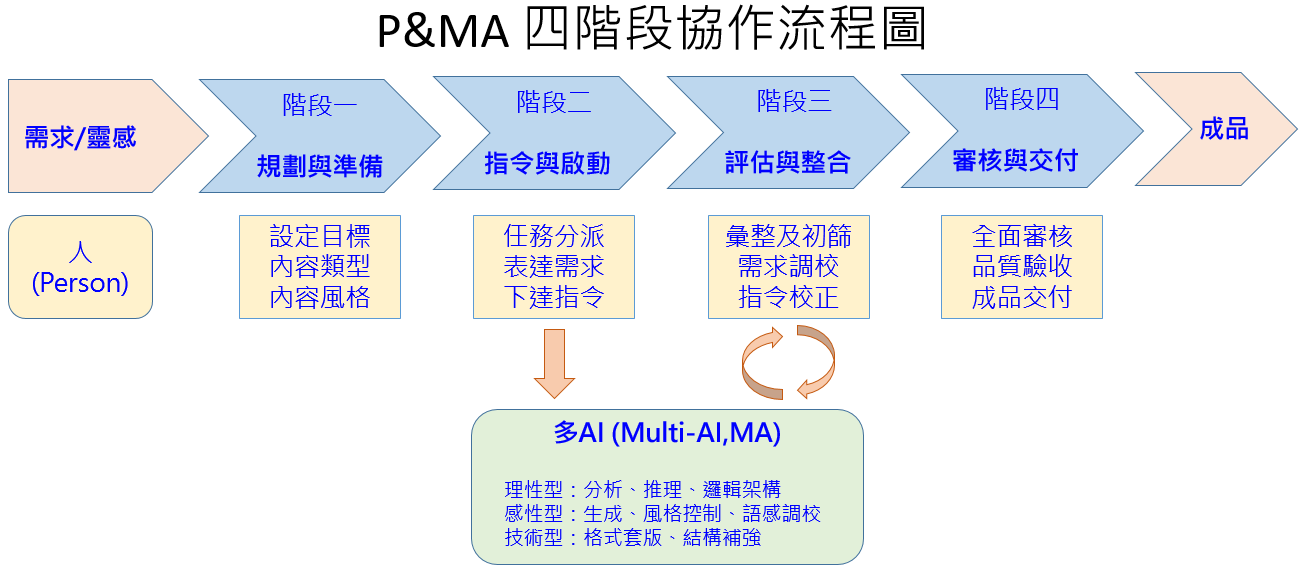 P&MA 四階段協作流程圖
需求/靈感
階段一
規劃與準備
階段二
指令與啟動
階段三
評估與整合
階段四
審核與交付
成品
人
(Person)
設定目標
內容類型
內容風格
任務分派
表達需求
下達指令
彙整及初篩
需求調校
指令校正
全面審核
品質驗收
成品交付
多AI (Multi-AI,MA)
理性型：分析、推理、邏輯架構
感性型：生成、風格控制、語感調校
技術型：格式套版、結構補強